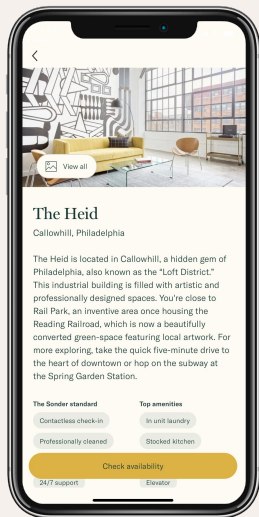 View all
The Heid
Callowhill, Philadelphia
The Heid is located in Callowhill, a hidden gem of
Philadelphia, also known as the “Loft District.”
This industrial building is filled with artistic and
professionally designed spaces. You’re close to
Rail Park, an inventive area once housing the
Reading Railroad, which is now a beautifully
converted green-space featuring local artwork. For
more exploring, take the quick five-minute drive to
the heart of downtown or hop on the subway at
the Spring Garden Station.
The Sonder standard
Top amenities
Contactless check-in
In unit laundry
Professionally cleaned
Stocked kitchen
Check availability
24/7 support
Elevator